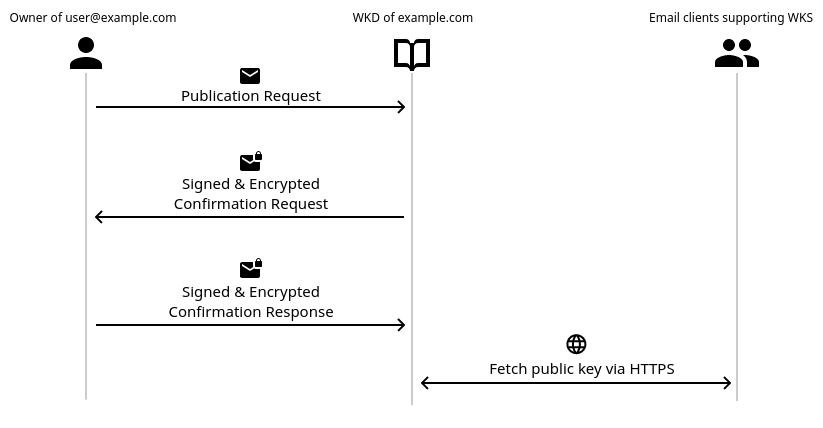 Owner of user@example.com
WKD of example.com
Email clients supporting WKS
Publication Request
Signed & Encrypted
Confirmation Request
Signed & Encrypted
Confirmation Response
Fetch public key via HTTPS